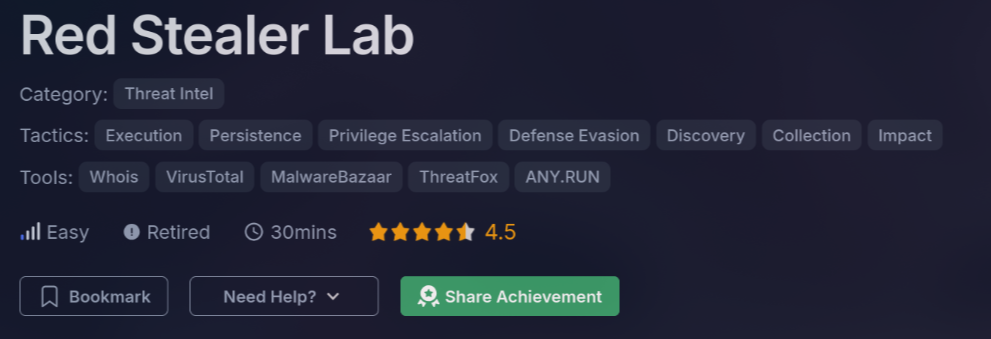 Red Stealer Lab
Category: Threat Intel
Tactics: Execution Persistence Privilege Escalation Defense Evasion Discovery Collection Impact
Tools: Whois VirusTotal MalwareBazaar ThreatFox ANY.RUN
Easy Retired 30mins 4.5
Bookmark Need Help? Share Achievement